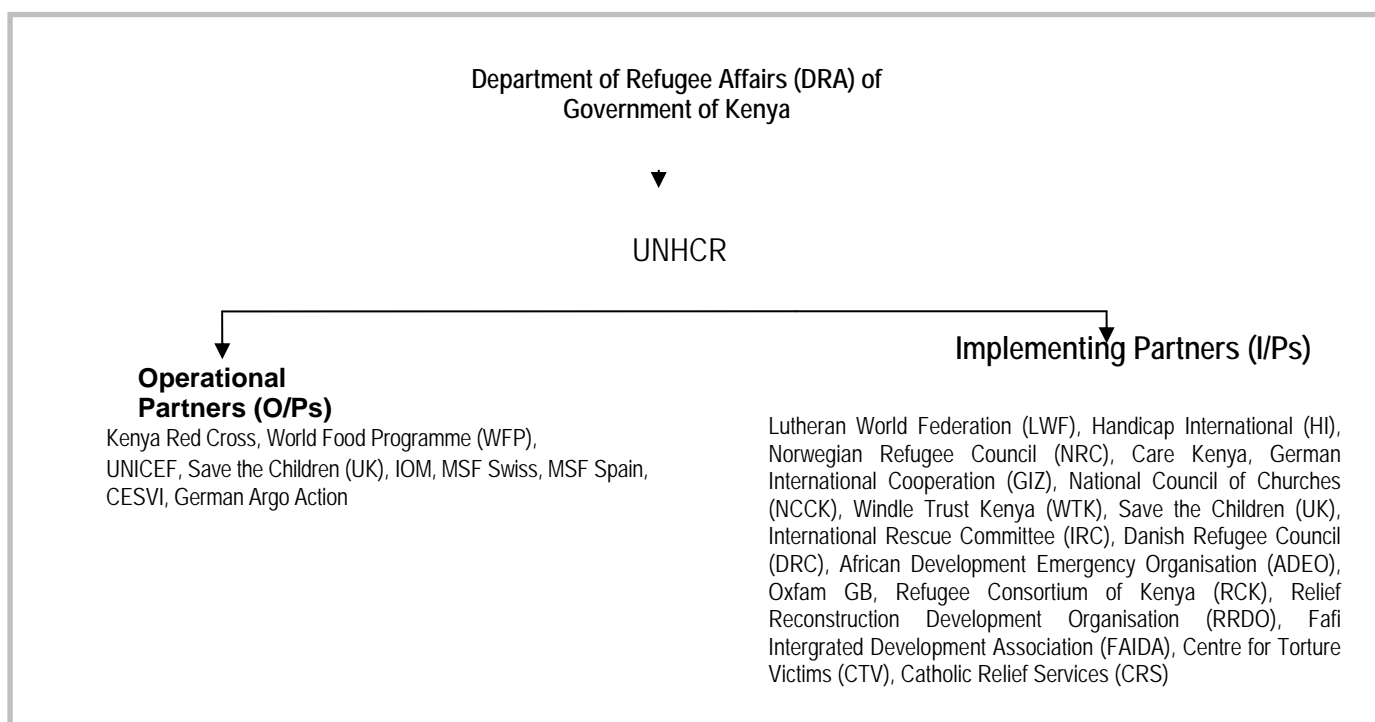 Department of Refugee Affairs (DRA) of
Government of Kenya
UNHCR
Operational
Partners (O/Ps)
Kenya Red Cross, World Food Programme (WFP),
UNICEF, Save the Children (UK), IOM, MSF Swiss, MSF Spain,
CESVI, German Argo Action
Implementing Partners (I/Ps)
Lutheran World Federation (LWF), Handicap International (HI),
Norwegian Refugee Council (NRC), Care Kenya, German
International Cooperation (GIZ), National Council of Churches
(NCCK), Windle Trust Kenya (WTK), Save the Children (UK),
International Rescue Committee (IRC), Danish Refugee Council
(DRC), African Development Emergency Organisation (ADEO),
Oxfam GB, Refugee Consortium of Kenya (RCK), Relief
Reconstruction Development Organisation (RRDO), Fafi
Intergrated Development Association (FAIDA), Centre for Torture
Victims (CTV), Catholic Relief Services (CRS)